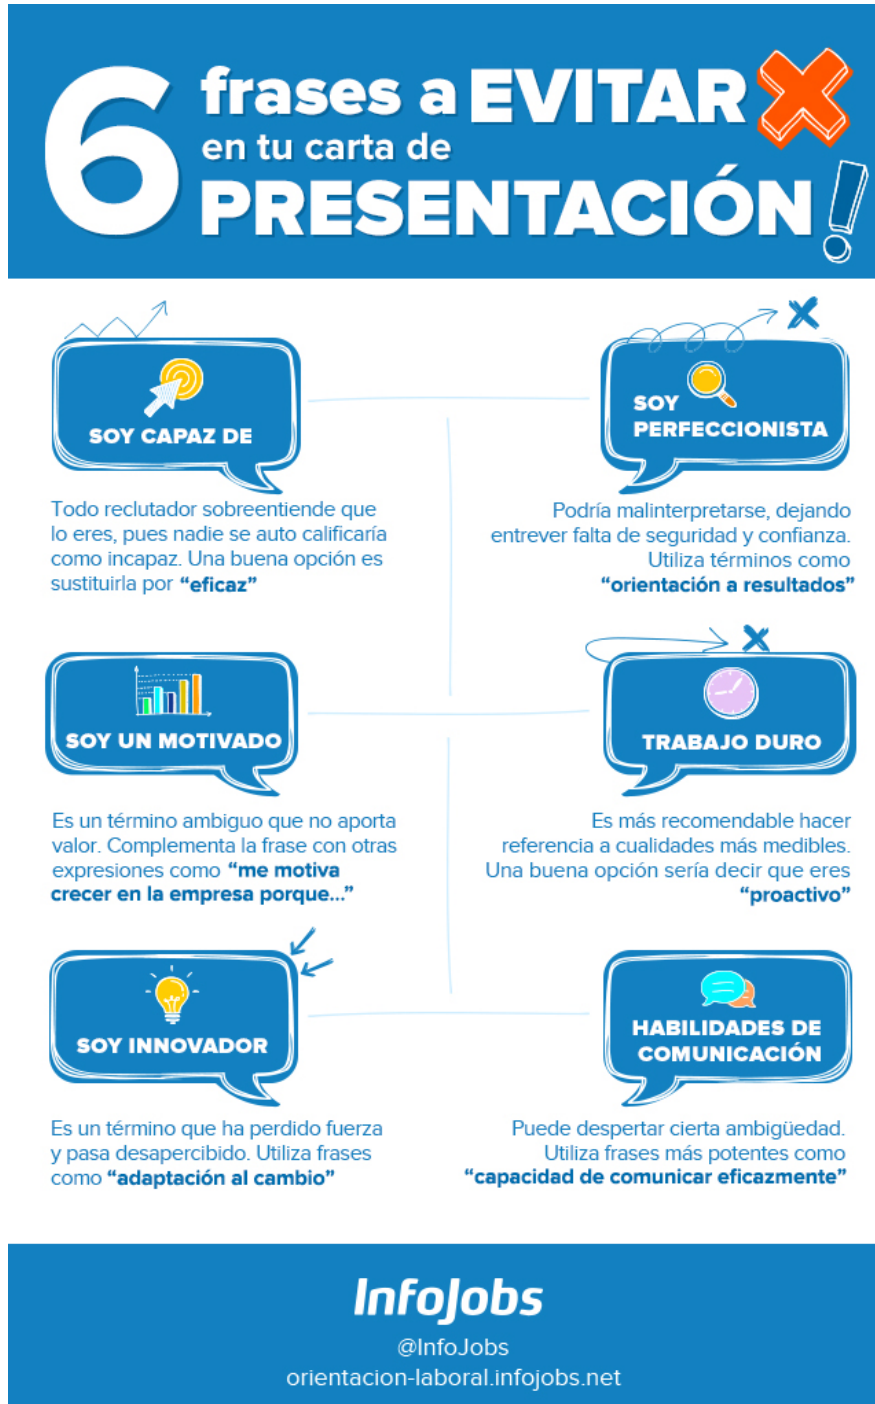 6 frases a EVITAR
en tu carta de
PRESENTACIÓN!
SOY CAPAZ DE
Todo reclutador sobreentiende que
lo eres, pues nadie se auto calificaría
como incapaz. Una buena opción es
sustituirla por “eficaz”
SOY
PERFECCIONISTA
Podría malinterpretarse, dejando
entrever falta de seguridad y confianza.
Utiliza términos como
“orientación a resultados”
SOY UN MOTIVADO
Es un término ambiguo que no aporta
valor. Complementa la frase con otras
expresiones como “me motiva
crecer en la empresa porque...”
TRABAJO DURO
Es más recomendable hacer
referencia a cualidades más medibles.
Una buena opción sería decir que eres
“proactivo”
SOY INNOVADOR
Es un término que ha perdido fuerza
y pasa desapercibido. Utiliza frases
como “adaptación al cambio”
HABILIDADES DE
COMUNICACIÓN
Puede despertar cierta ambigüedad.
Utiliza frases más potentes como
“capacidad de comunicar eficazmente”
InfoJobs
@InfoJobs
orientacion-laboral.infojobs.net